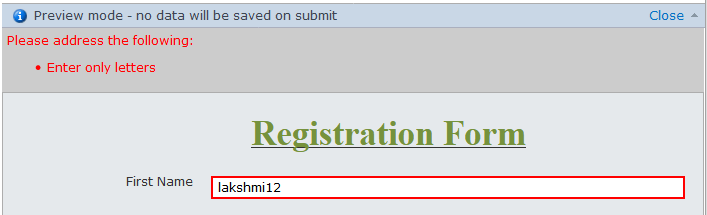 Preview mode - no data will be saved on submit Close
Please address the following:
• Enter only letters
Registration Form
First Name lakshmi12